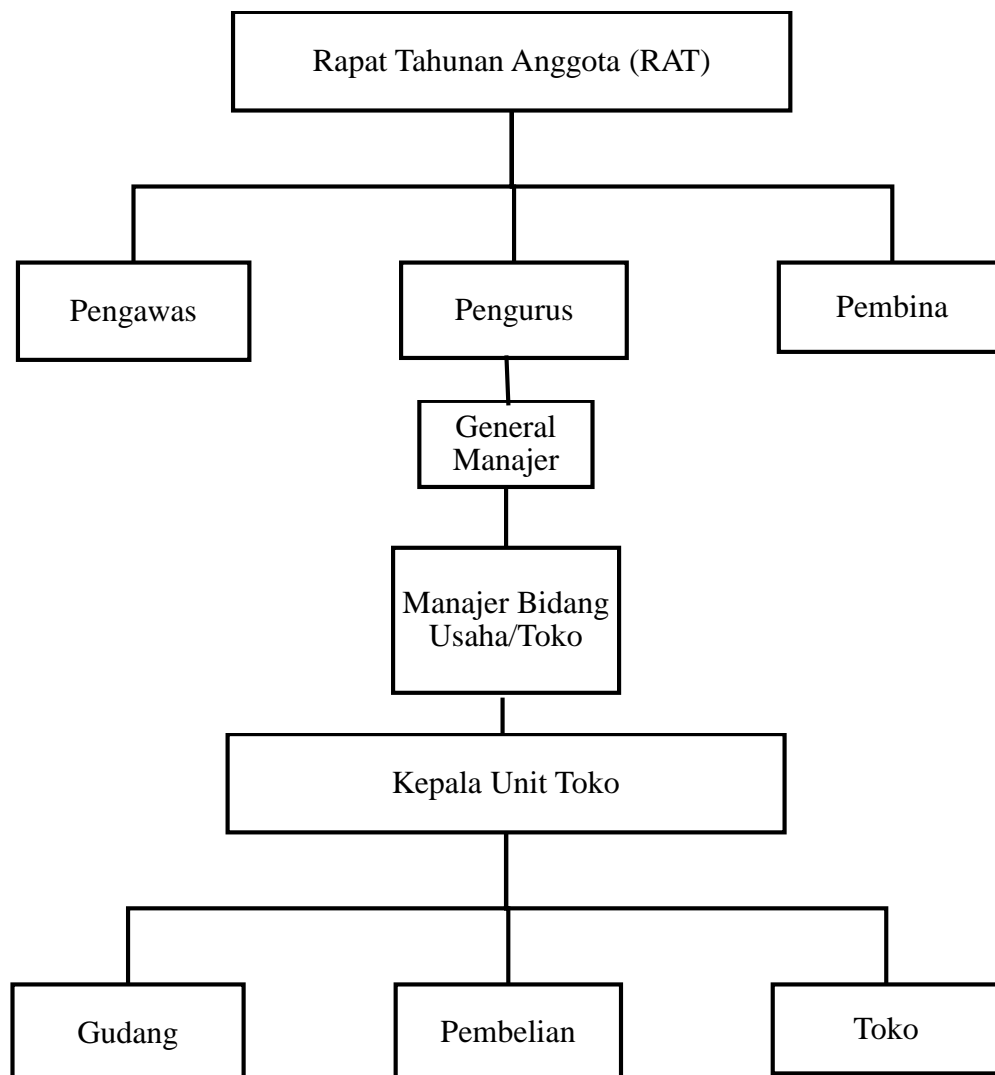 Rapat Tahunan Anggota (RAT)
Pengawas
Pengurus
Pembina
General
Manajer
Manajer Bidang
Usaha/Toko
Kepala Unit Toko
Gudang
Pembelian
Toko